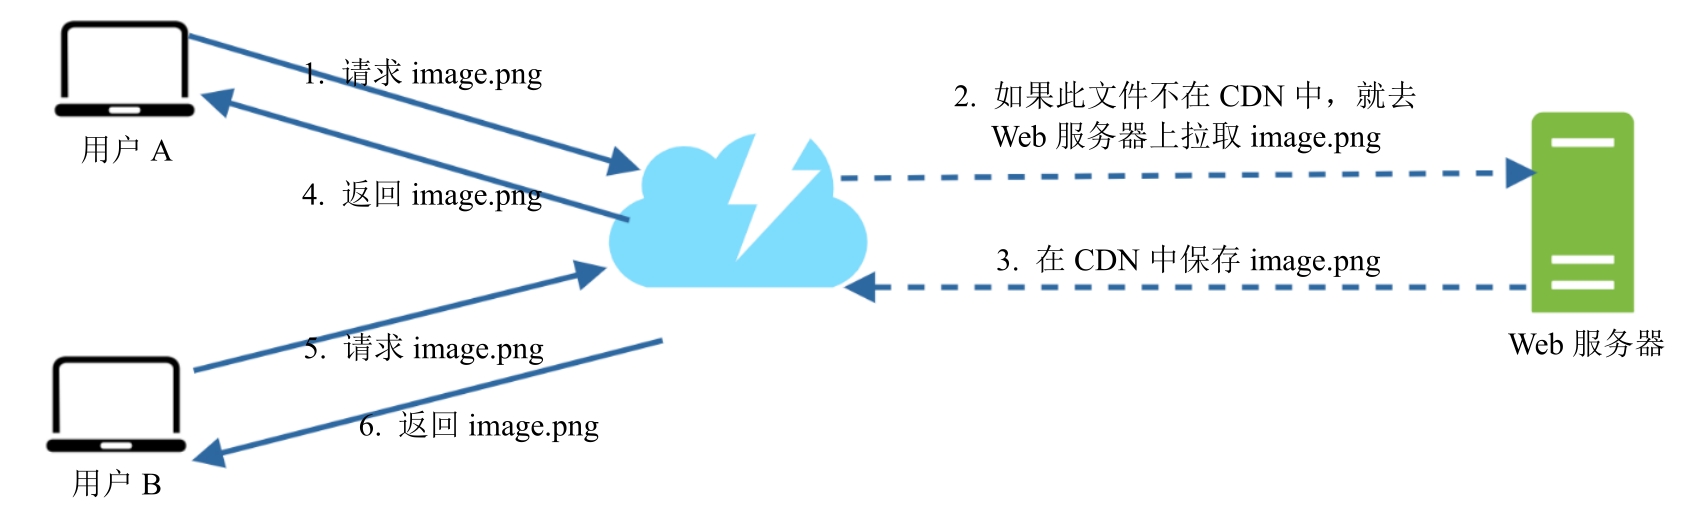 1. 请求 image.png
用户 A
4. 返回 image.png
2. 如果此文件不在 CDN 中，就去
Web 服务器上拉取 image.png
3. 在 CDN 中保存 image.png
Web 服务器
5. 请求 image.png
6. 返回 image.png
用户 B